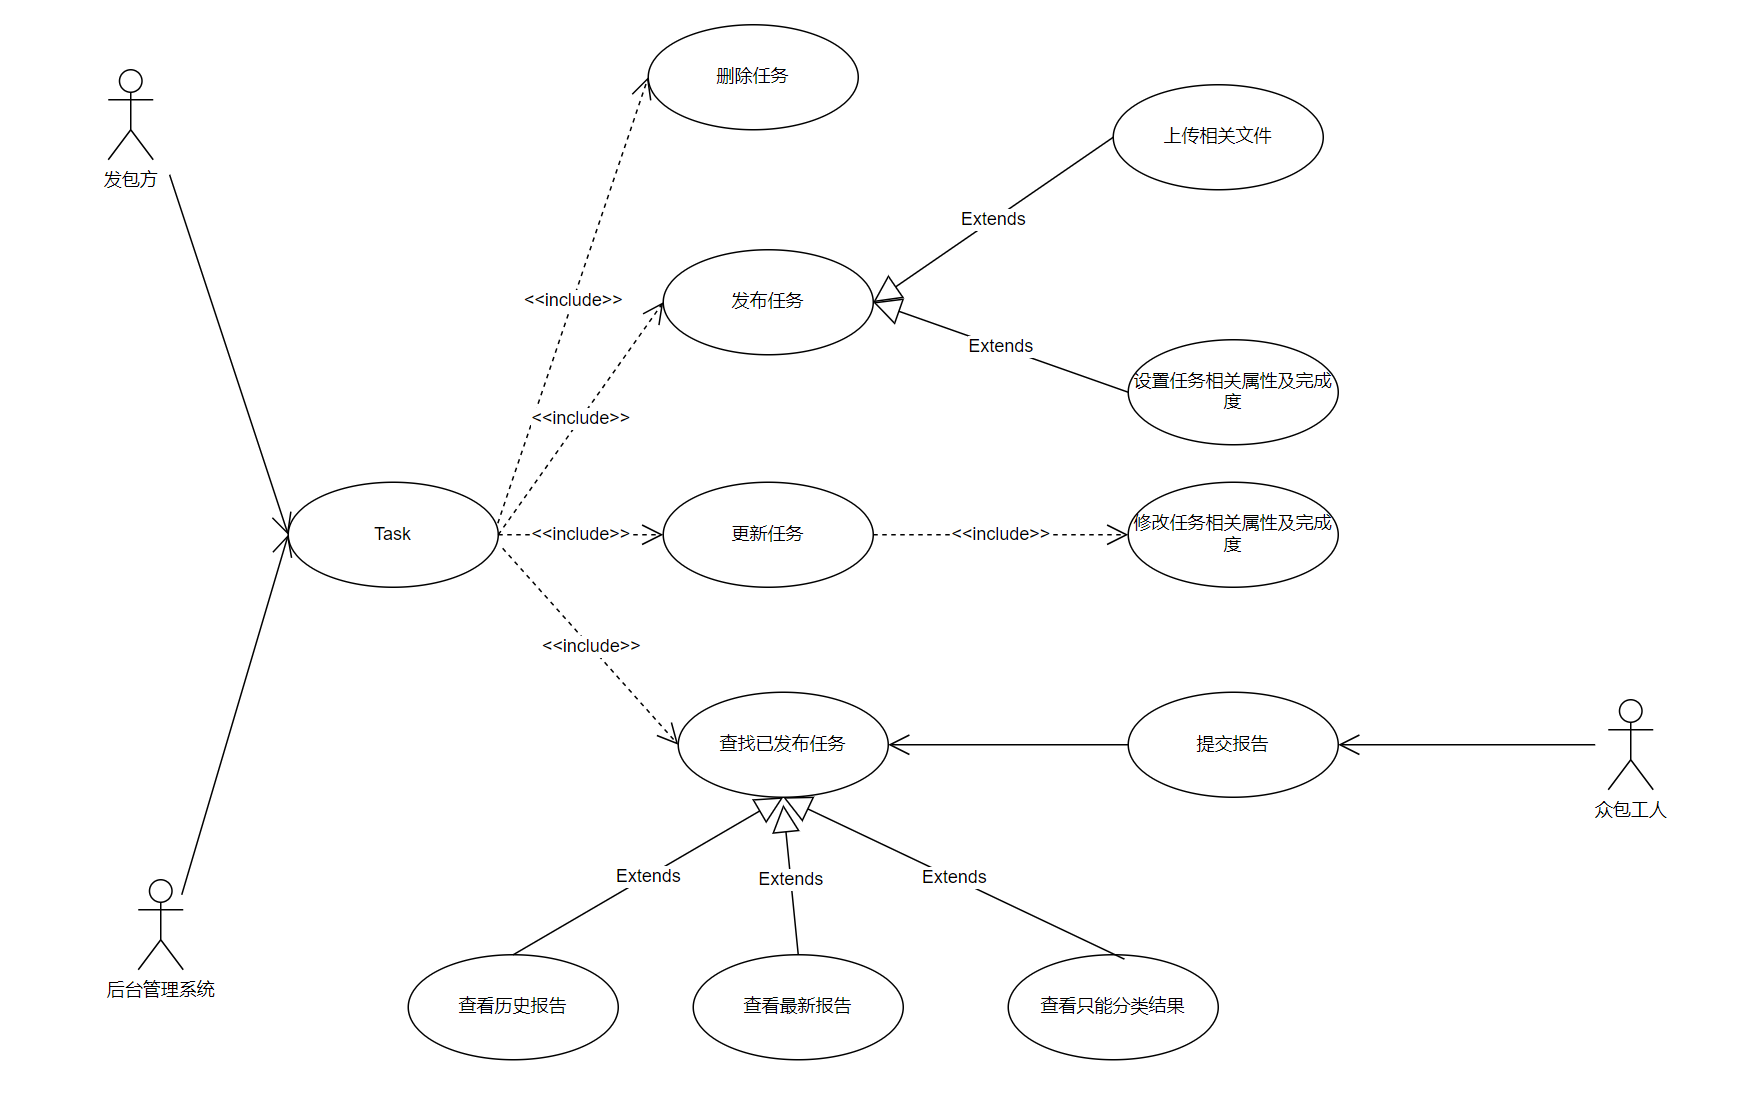 删除任务
上传相关文件
发包方
Extends
<<include>>
发布任务
Extends
设置任务相关属性及完成
度
<<include>>
Task
<<include>>
更新任务
<<include>>
修改任务相关属性及完成
度
<<include>>
查找已发布任务
提交报告
众包工人
Extends
Extends
Extends
后台管理系统
查看历史报告
查看最新报告
查看只能分类结果